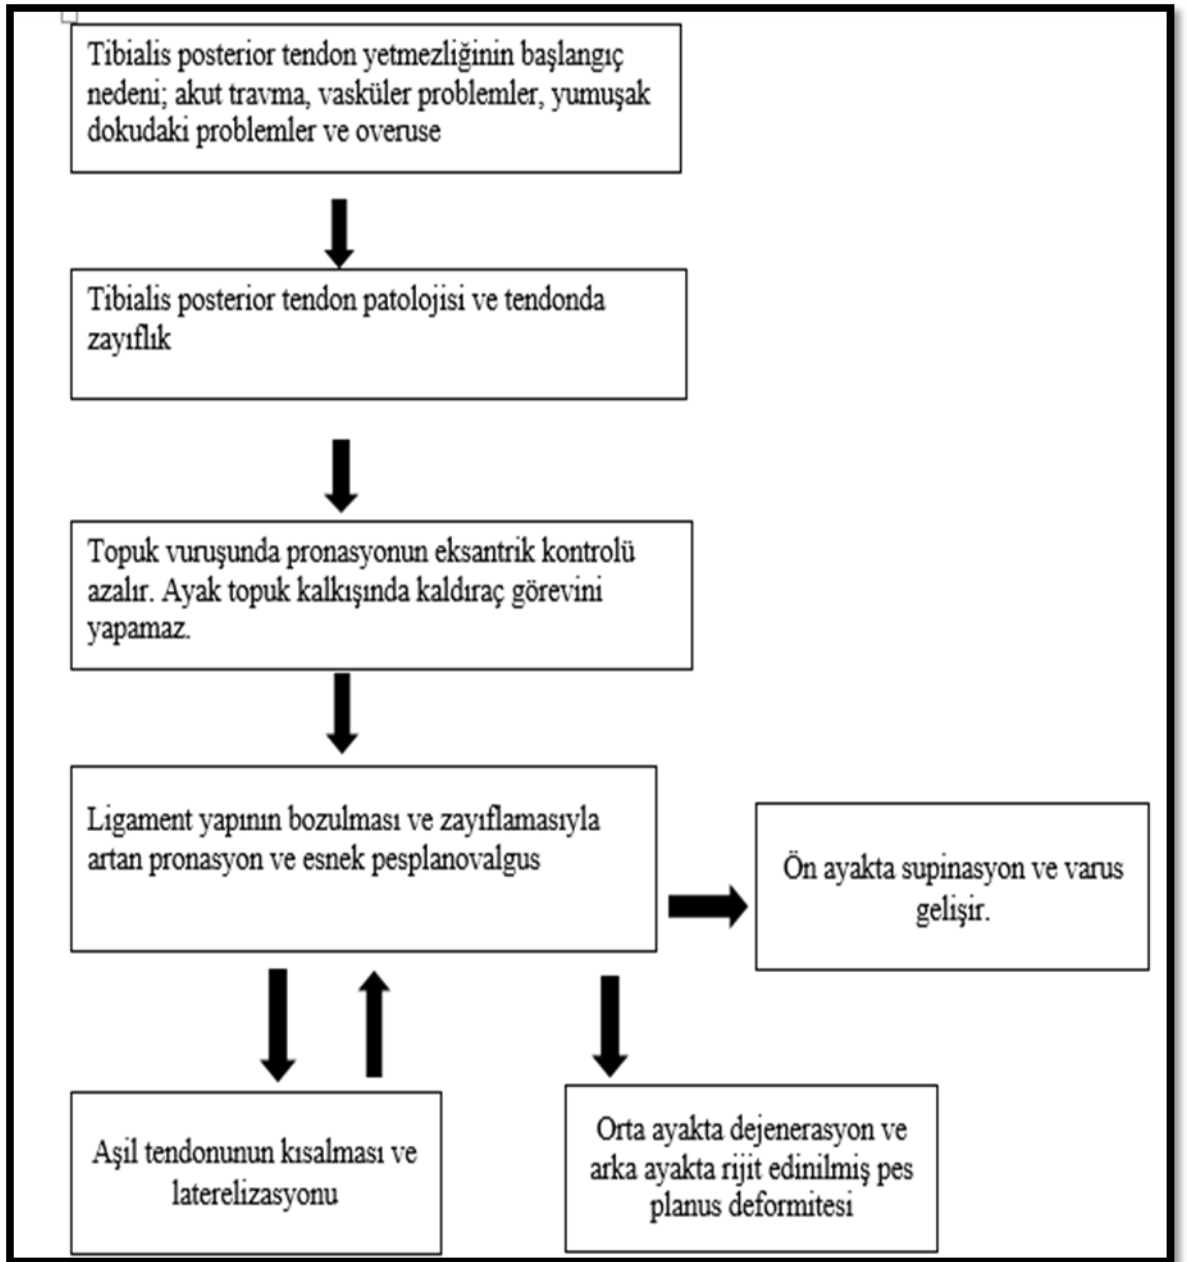 Tibialis posterior tendon yetmezliğinin başlangıç
nedeni; akut travma, vasküler problemler, yumuşak
dokudaki problemler ve overuse
Tibialis posterior tendon patolojisi ve tendonda
zayıflık
Topuk vuruşunda pronasyonun eksantrik kontrolü
azalır. Ayak topuk kalkışında kaldıraç görevini
yapamaz.
Ligament yapının bozulması ve zayıflamasıyla
artan pronasyon ve esnek pesplanovalgus
Ön ayakta supinasyon ve varus
gelişir.
Aşil tendonunun kısalması ve
laterelizasyonu
Orta ayakta dejenerasyon ve
arka ayakta rijit edinilmiş pes
planus deformitesi